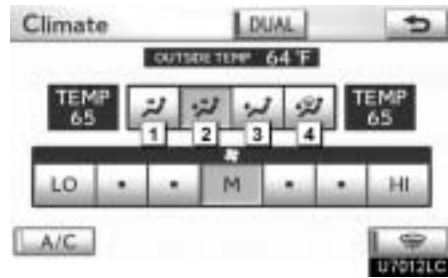 Climate DUAL
OUTSIDE TEMP 64°F
TEMP 65 TEMP 65
1 2 3 4
LO M HI
A/C
U7012LC